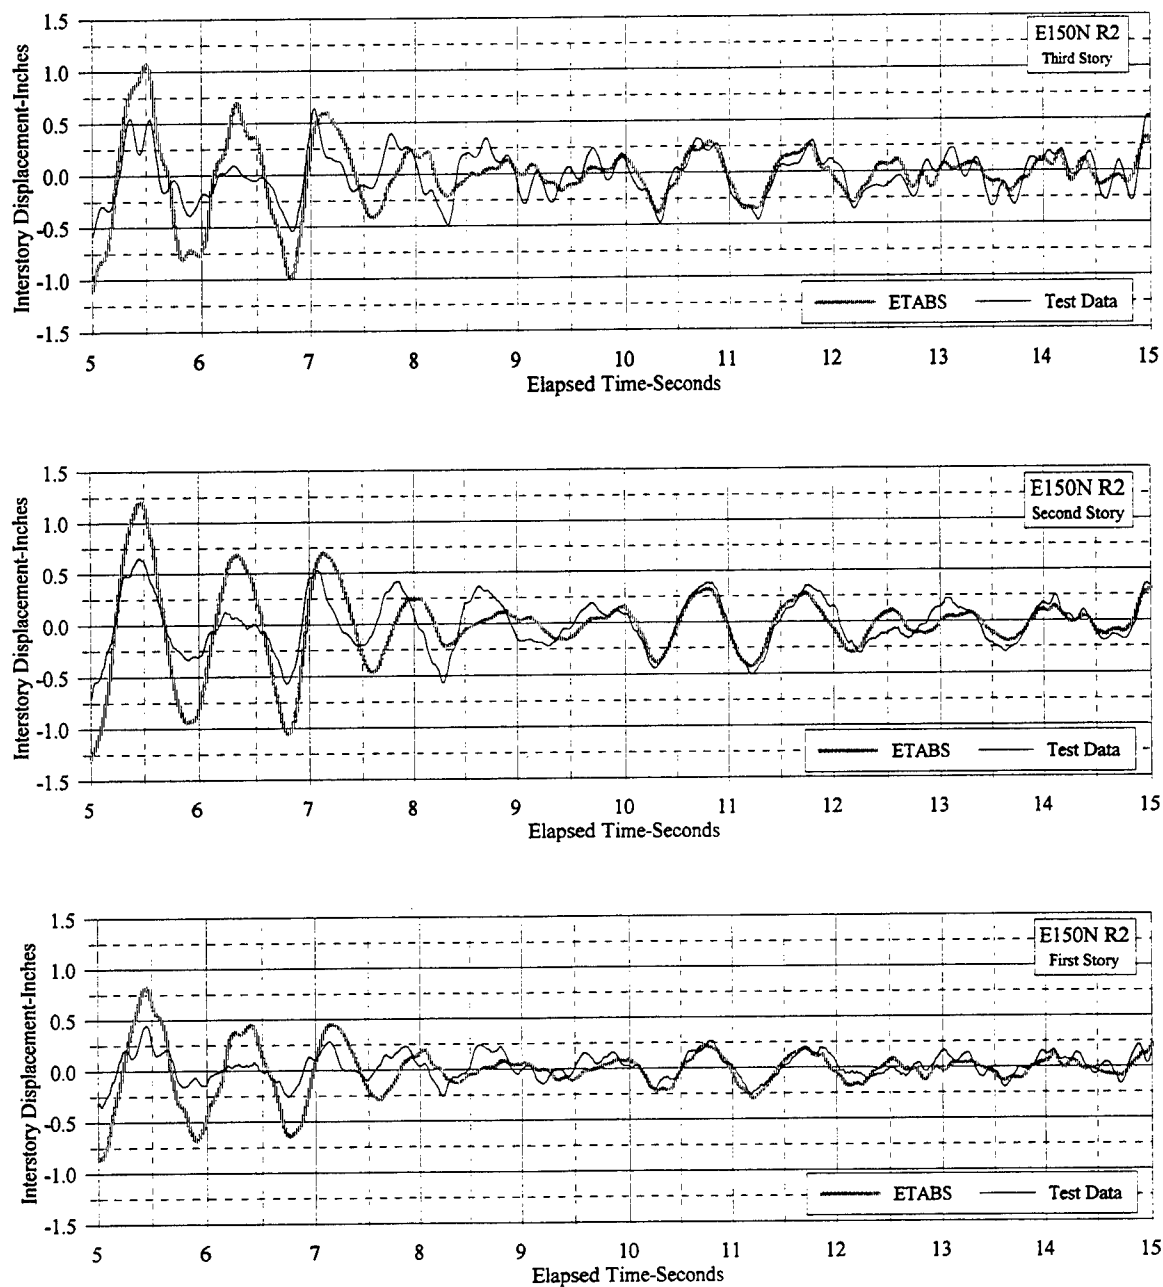 E150N R2
Third Story
Interstory Displacement-Inches
1.5
1.0
0.5
0.0
-0.5
-1.0
-1.5
ETABS Test Data
5 6 7 8 9 10 11 12 13 14 15
Elapsed Time-Seconds
E150N R2
Second Story
Interstory Displacement-Inches
1.5
1.0
0.5
0.0
-0.5
-1.0
-1.5
ETABS Test Data
5 6 7 8 9 10 11 12 13 14 15
Elapsed Time-Seconds
E150N R2
First Story
Interstory Displacement-Inches
1.5
1.0
0.5
0.0
-0.5
-1.0
-1.5
ETABS Test Data
5 6 7 8 9 10 11 12 13 14 15
Elapsed Time-Seconds